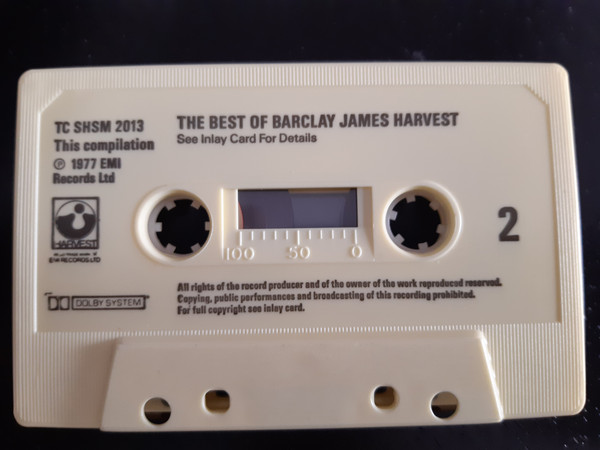 TC SHSM 2013
This compilation
Ⓟ 1977 EMI
Records Ltd
THE BEST OF BARCLAY JAMES HARVEST
See Inlay Card For Details
HARVEST
EMI RECORDS LTD
DOLBY SYSTEM
100 50 0
2
All rights of the record producer and of the owner of the work reproduced reserved.
Copying, public performances and broadcasting of this recording prohibited.
For full copyright see inlay card.